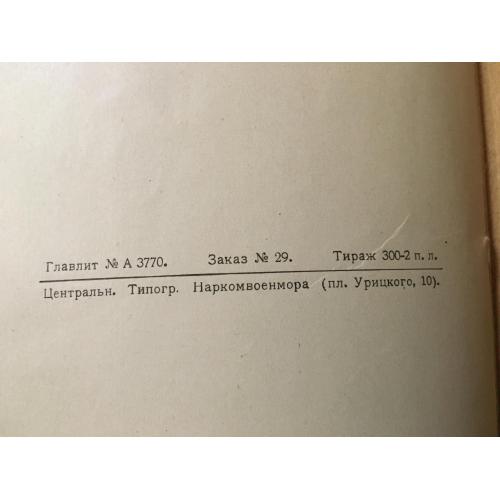 Главлит № А 3770. Заказ № 29. Тираж 300-2 п. л.
Центральн. Типогр. Наркомвоенмора (пл. Урицкого, 10).